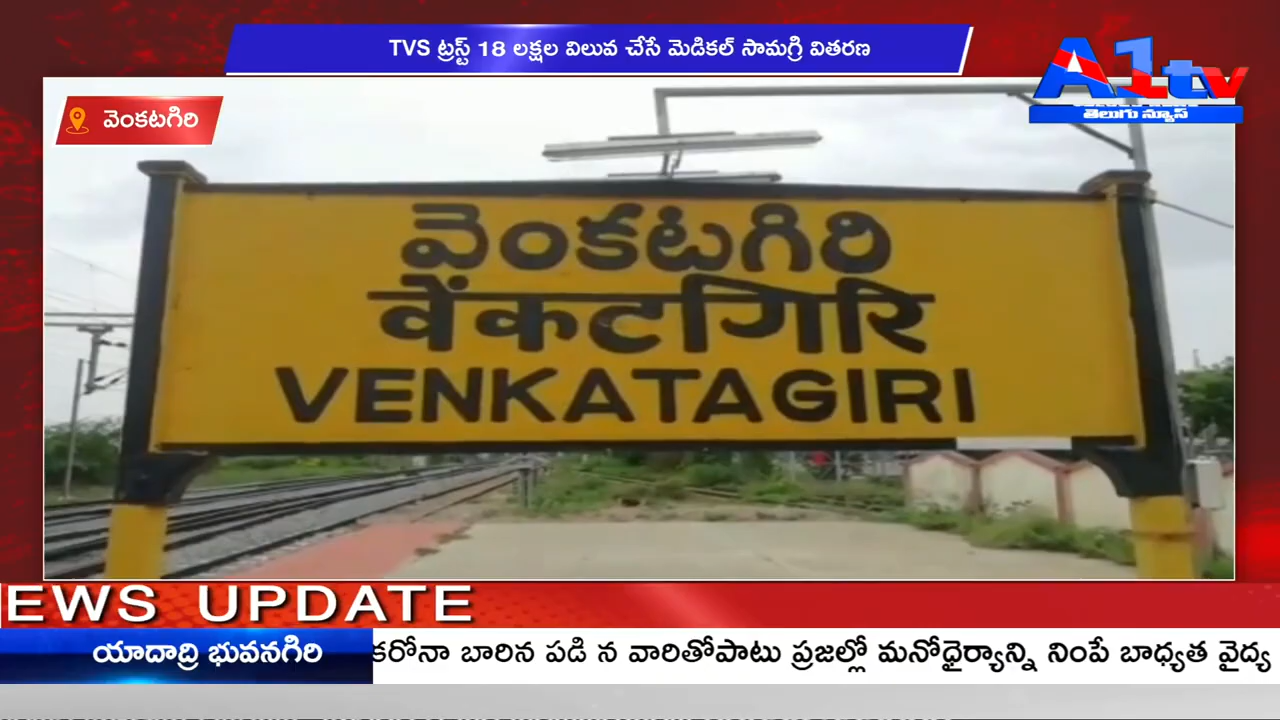 TVS ట్రస్ట్ 18 లక్షల విలువ చేసే మెడికల్ సామగ్రి వితరణ
A1tv
తెలుగు న్యూస్
వెంకటగిరి
వెంకటగిరి
वेंकटगिरि
VENKATAGIRI
EWS UPDATE
యాదాద్రి భువనగిరి
కరోనా బారిన పడి న వారితోపాటు ప్రజల్లో మనోధైర్యాన్ని నింపే బాధ్యత వైద్య